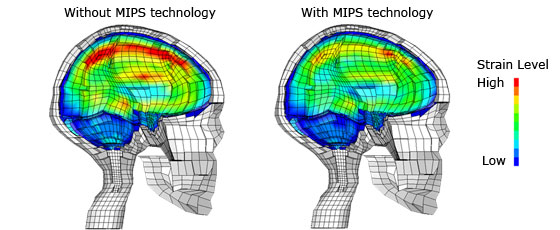 Without MIPS technology
With MIPS technology
Strain Level
High
Low